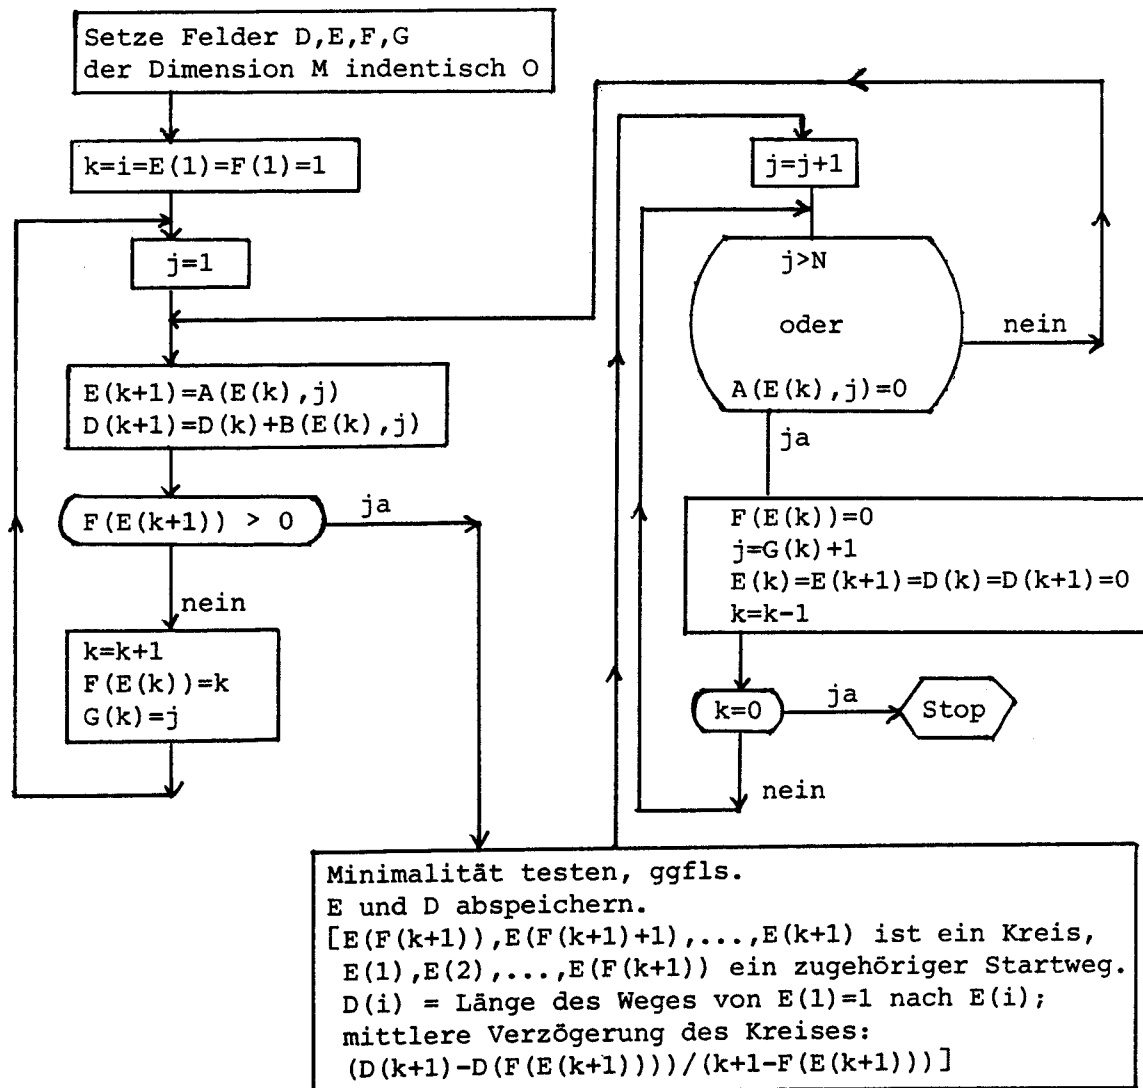 Setze Felder D,E,F,G
der Dimension M indentisch O
k=i=E(1)=F(1)=1
j=1
E(k+1)=A(E(k),j)
D(k+1)=D(k)+B(E(k),j)
F(E(k+1)) > 0
ja
nein
k=k+1
F(E(k))=k
G(k)=j
j=j+1
j>N
oder
A(E(k),j)=0
nein
ja
F(E(k))=0
j=G(k)+1
E(k)=E(k+1)=D(k)=D(k+1)=0
k=k-1
k=0
ja
Stop
nein
Minimalität testen, ggfls.
E und D abspeichern.
[E(F(k+1)),E(F(k+1)+1),...,E(k+1) ist ein Kreis,
E(1),E(2),...,E(F(k+1)) ein zugehöriger Startweg.
D(i) = Länge des Weges von E(1)=1 nach E(i);
mittlere Verzögerung des Kreises:
(D(k+1)-D(F(E(k+1))))/(k+1-F(E(k+1)))]